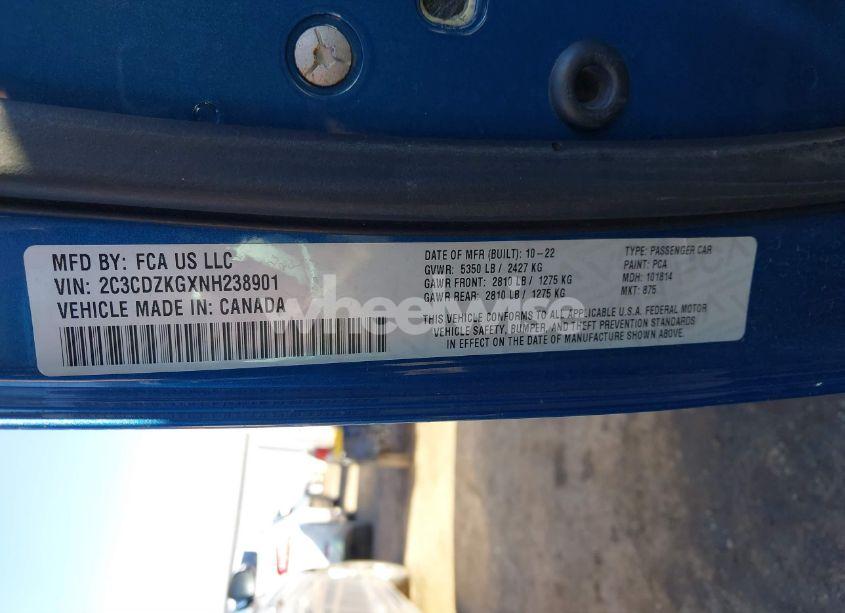 MFD BY: FCA US LLC
VIN: 2C3CDZKGXNH238901
VEHICLE MADE IN: CANADA
DATE OF MFR (BUILT): 10-22
GVWR: 5350 LB / 2427 KG
GAWR FRONT: 2810 LB / 1275 KG
GAWR REAR: 2810 LB / 1275 KG
TYPE: PASSENGER CAR
PAINT: PCA
MDH: 101814
MKT: 875
THIS VEHICLE CONFORMS TO ALL APPLICABLE U.S.A. FEDERAL MOTOR
VEHICLE SAFETY, BUMPER, AND THEFT PREVENTION STANDARDS
IN EFFECT ON THE DATE OF MANUFACTURE SHOWN ABOVE.